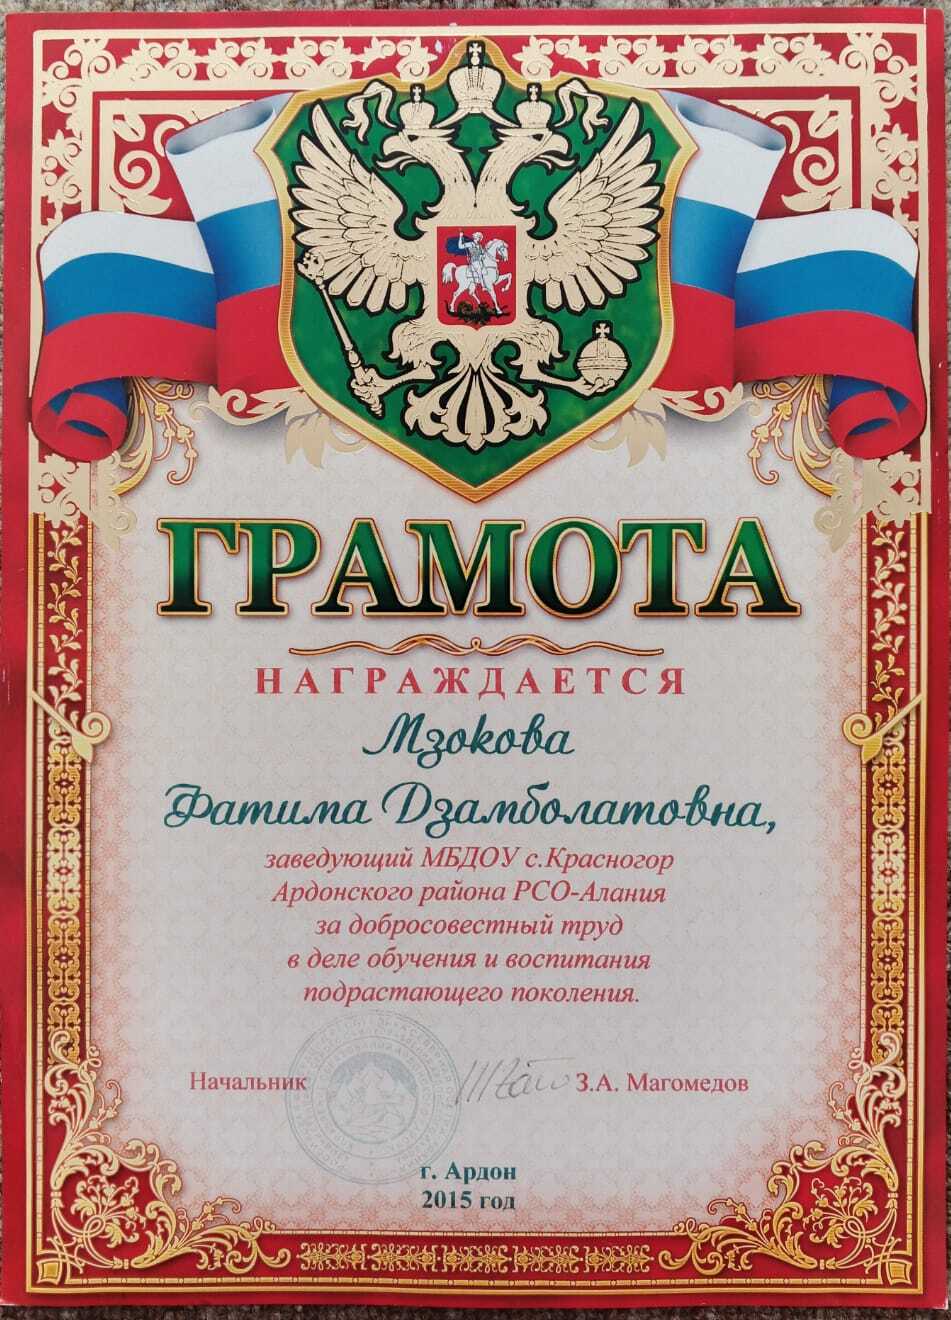 ГРАМОТА
НАГРАЖДАЕТСЯ
Мзокова
Фатима Дзамболатовна,
заведующий МБДОУ с.Красногор
Ардонского района РСО-Алания
за добросовестный труд
в деле обучения и воспитания
подрастающего поколения.
Начальник З.А. Магомедов
г. Ардон
2015 год